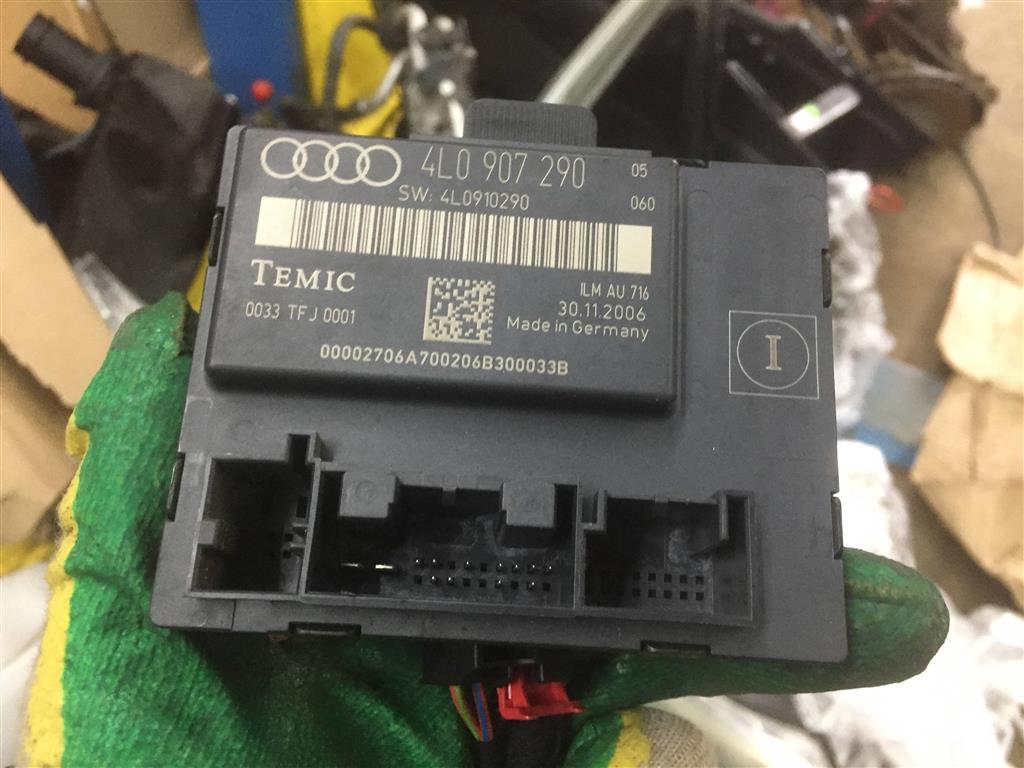 4L0 907 290 05
SW: 4L0910290 060
TEMIC
ILM AU 716
0033 TFJ 0001
30.11.2006
Made in Germany
00002706A700206B300033B
I